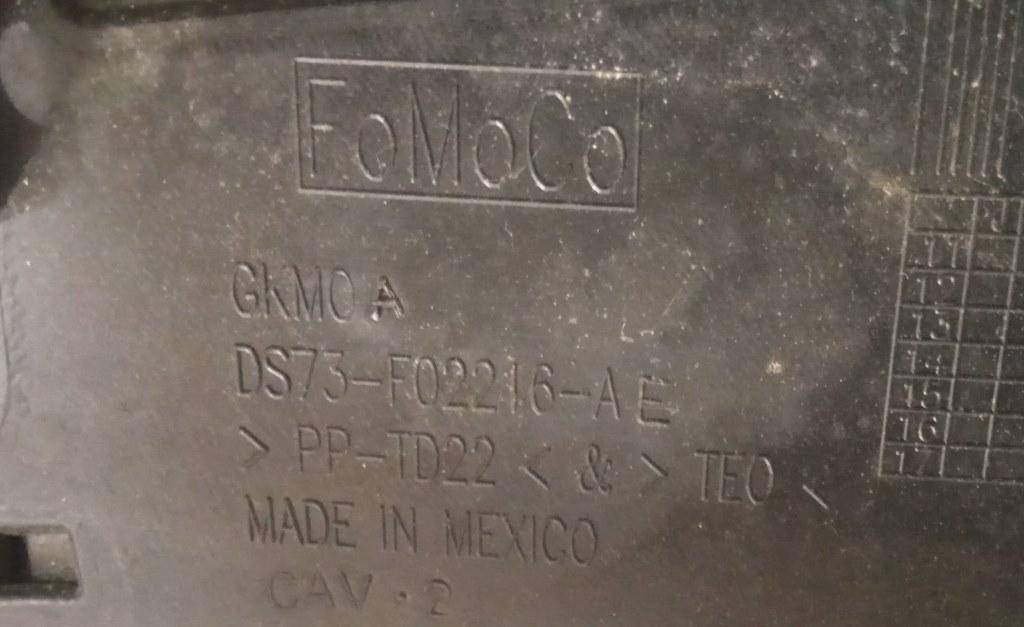 FoMoCo
GKMO A
DS73-F02216-AE
> PP-TD22 < & > TEO <
MADE IN MEXICO
CAV. 2
11
12
13
14
15
16
17